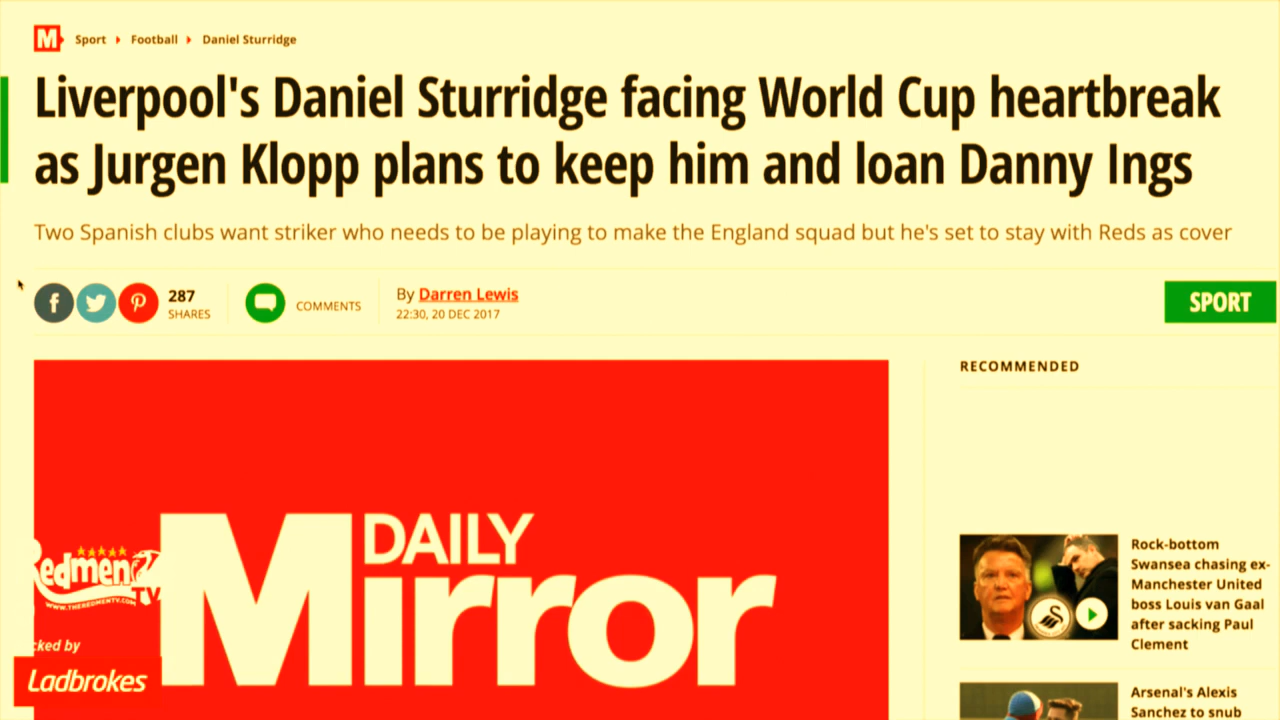 M
Sport Football Daniel Sturridge
Liverpool's Daniel Sturridge facing World Cup heartbreak
as Jurgen Klopp plans to keep him and loan Danny Ings
Two Spanish clubs want striker who needs to be playing to make the England squad but he's set to stay with Reds as cover
287
SHARES
COMMENTS
By Darren Lewis
22:30, 20 DEC 2017
SPORT
RECOMMENDED
DAILY
Mirror
Redmen
TV
WWW.THEREDMENTV.COM
cked by
Ladbrokes
Rock-bottom
Swansea chasing ex-
Manchester United
boss Louis van Gaal
after sacking Paul
Clement
Arsenal's Alexis
Sanchez to snub